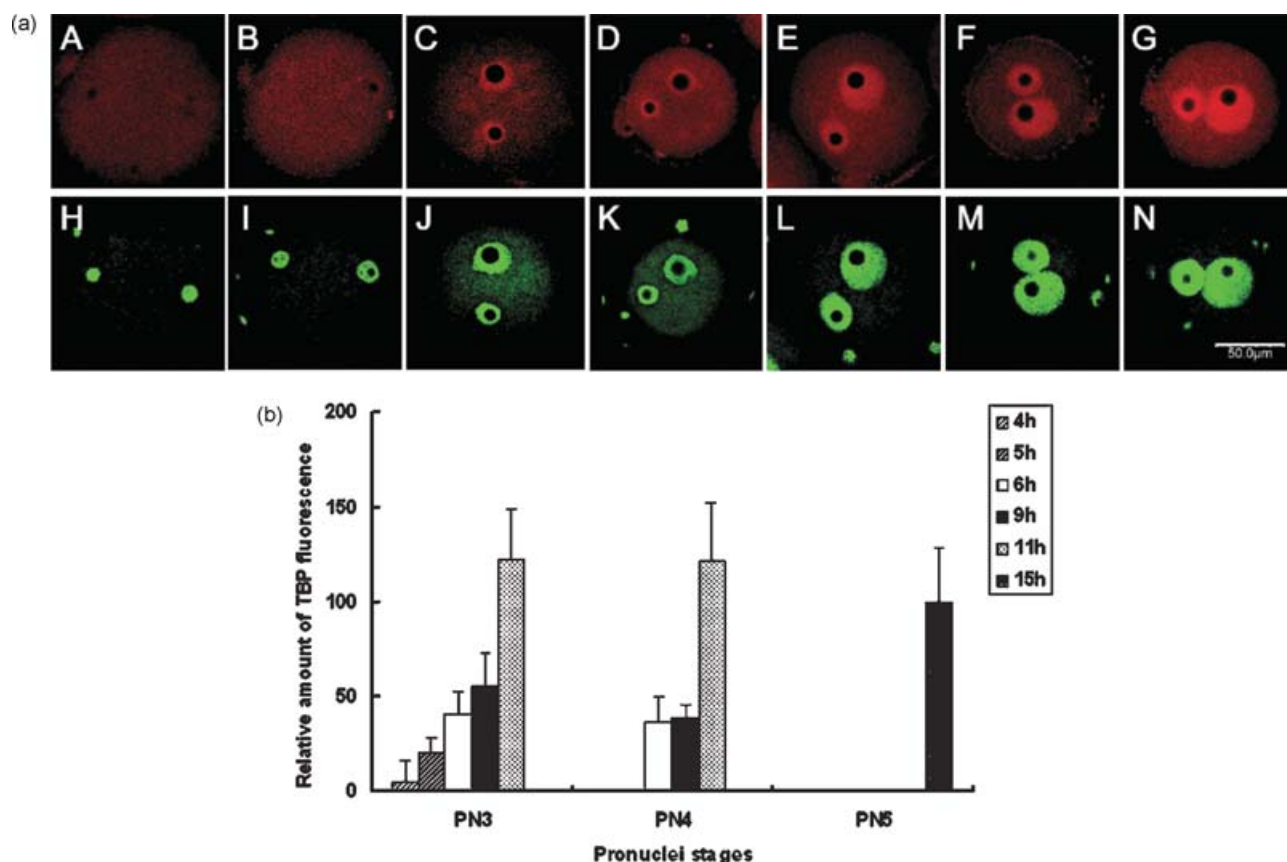 (a)
A B C D E F G
H I J K L M N
50.0µm
(b)
Relative amount of TBP fluorescence
200
150
100
50
0
PN3 PN4 PN5
Pronuclei stages
4h
5h
6h
9h
11h
15h